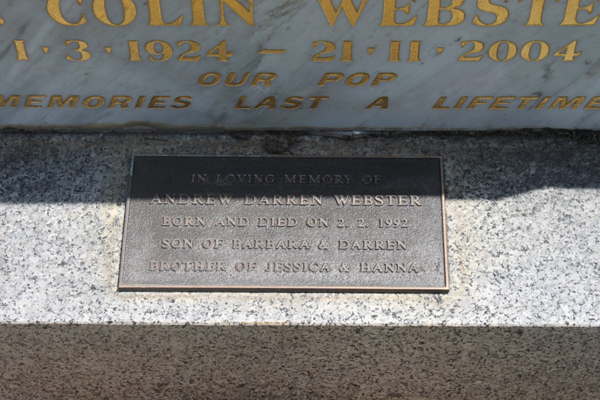 COLIN WEBSTE
1·3·1924 – 21·11·2004
OUR POP
MEMORIES LAST A LIFETIME
IN LOVING MEMORY OF
ANDREW DARREN WEBSTER
BORN AND DIED ON 2. 2. 1992
SON OF BARBARA & DARREN
BROTHER OF JESSICA & HANNA